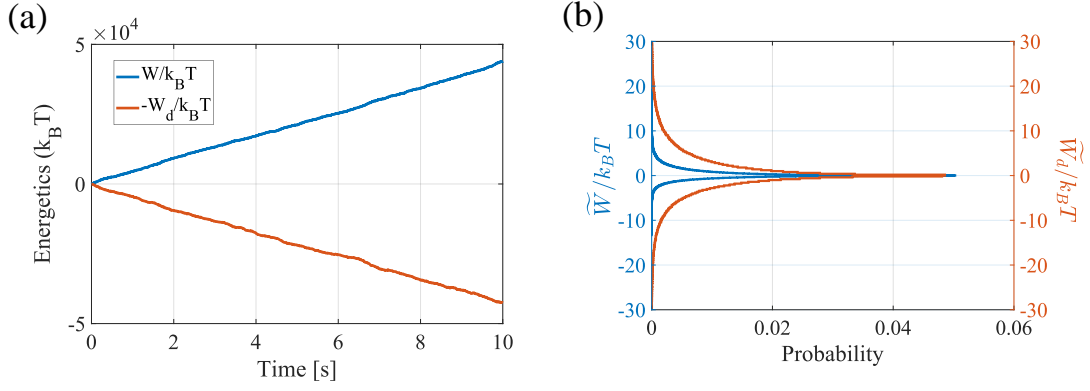 (a)
×10⁴
5
0
-5
Energetics (k_BT)
W/k_BT
-W_d/k_BT
0 2 4 6 8 10
Time [s]
(b)
30
20
10
0
-10
-20
-30
W̃/k_BT
30
20
10
0
-10
-20
-30
W̃_d/k_BT
0 0.02 0.04 0.06
Probability